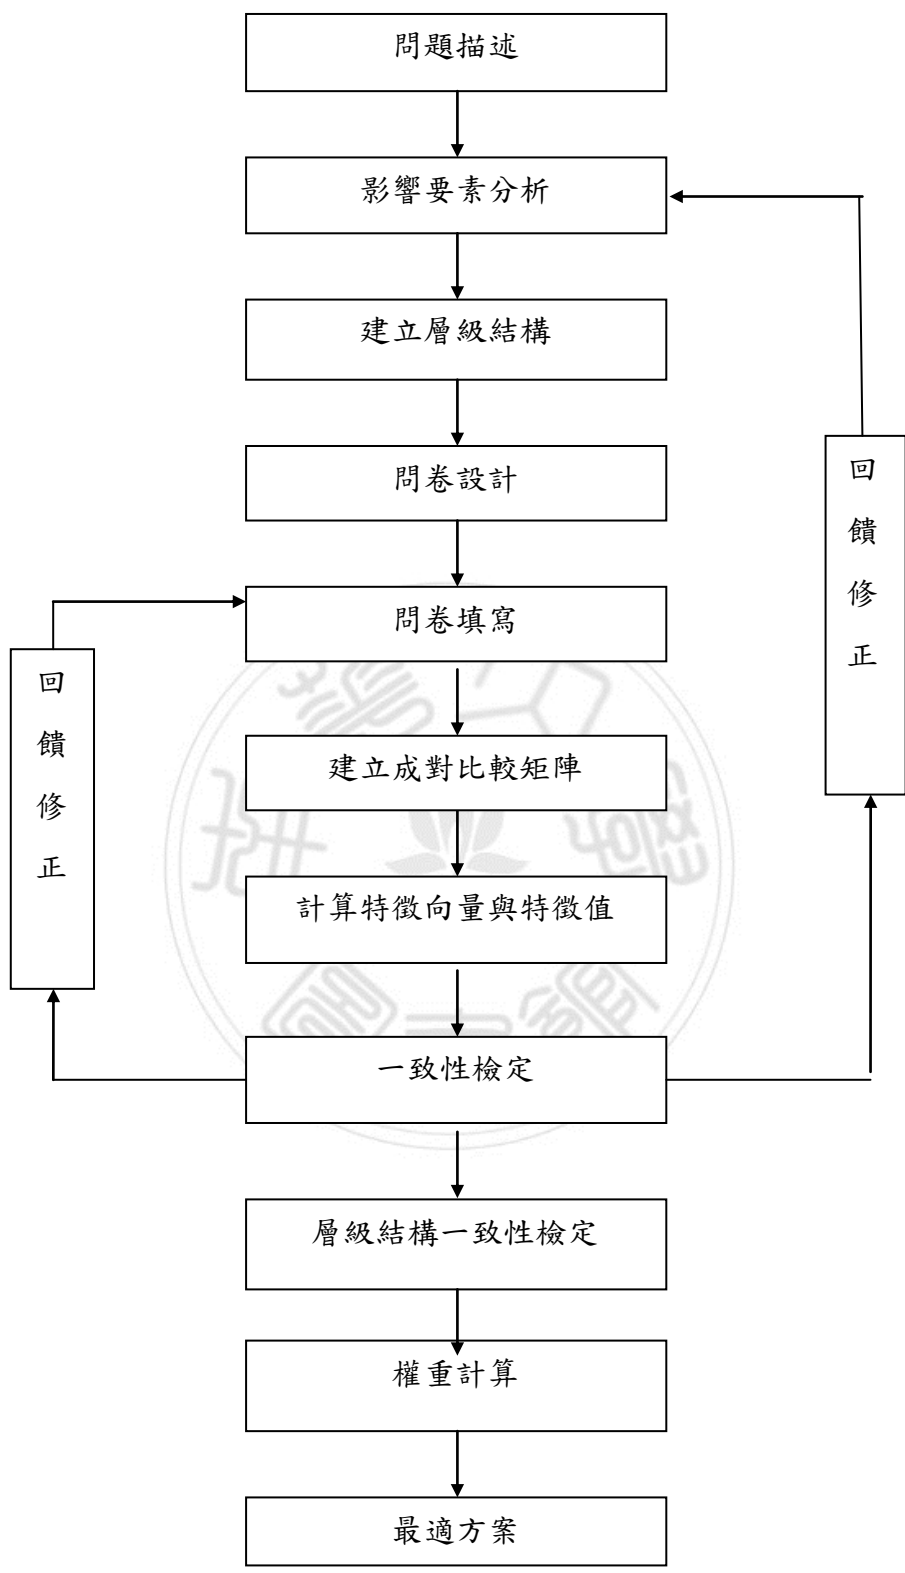 問題描述
影響要素分析
建立層級結構
問卷設計
問卷填寫
建立成對比較矩陣
計算特徵向量與特徵值
一致性檢定
層級結構一致性檢定
權重計算
最適方案
回
饋
修
正
回
饋
修
正